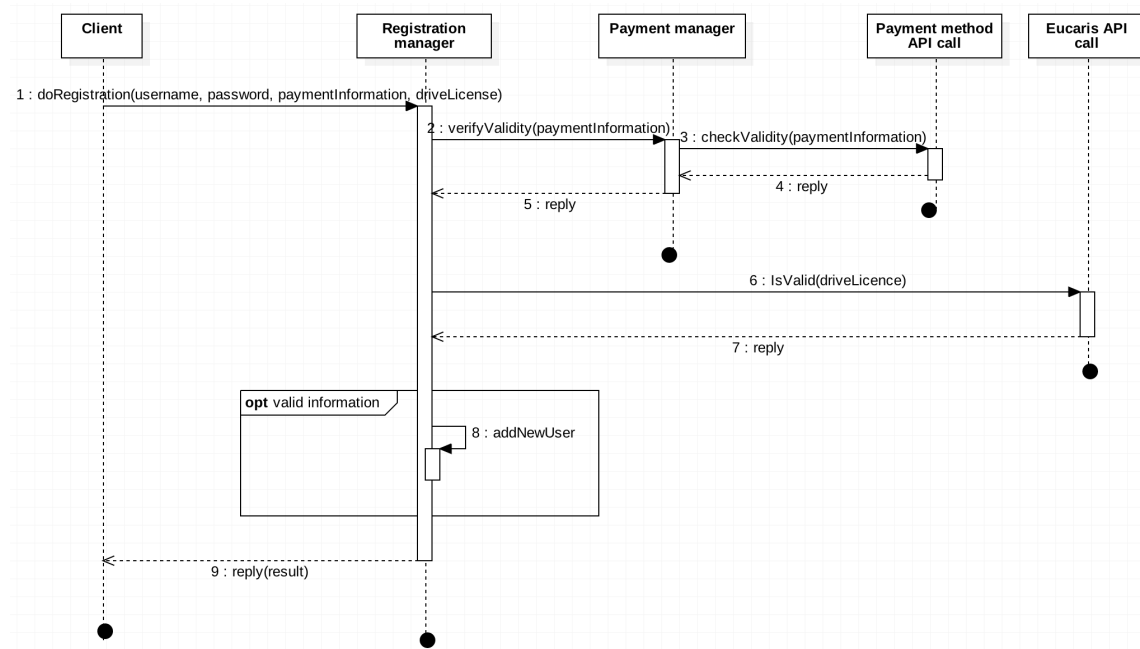 Client
Registration
manager
Payment manager
Payment method
API call
Eucaris API
call
1 : doRegistration(username, password, paymentInformation, driveLicense)
2 : verifyValidity(paymentInformation)
3 : checkValidity(paymentInformation)
4 : reply
5 : reply
6 : IsValid(driveLicence)
7 : reply
opt valid information
8 : addNewUser
9 : reply(result)